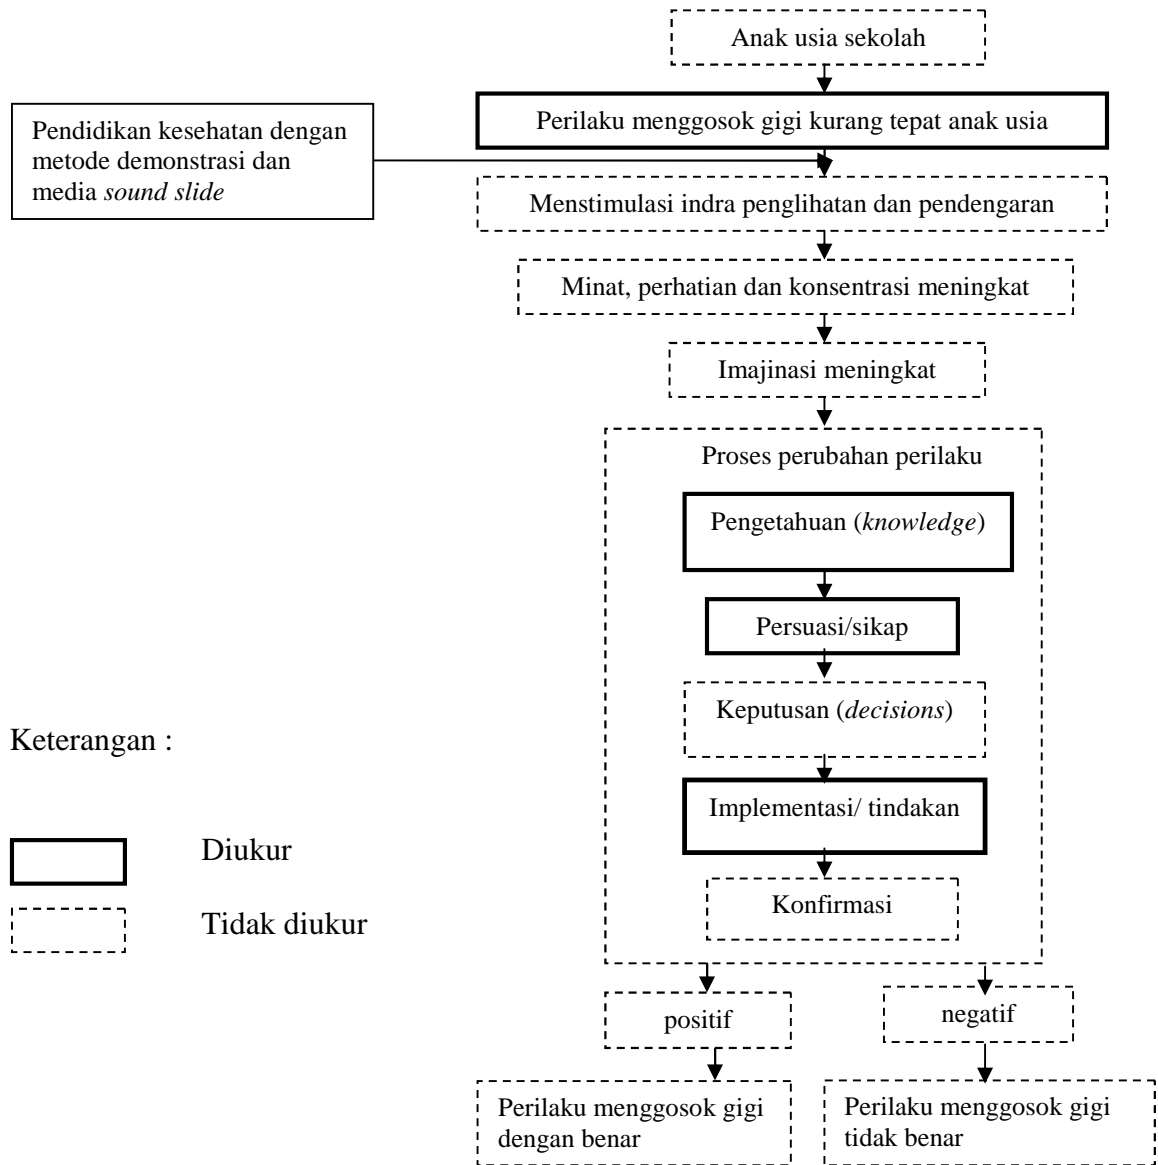 Anak usia sekolah
Perilaku menggosok gigi kurang tepat anak usia
Pendidikan kesehatan dengan
metode demonstrasi dan
media sound slide
Menstimulasi indra penglihatan dan pendengaran
Minat, perhatian dan konsentrasi meningkat
Imajinasi meningkat
Proses perubahan perilaku
Pengetahuan (knowledge)
Persuasi/sikap
Keputusan (decisions)
Implementasi/ tindakan
Konfirmasi
Keterangan :
Diukur
Tidak diukur
positif
negatif
Perilaku menggosok gigi
dengan benar
Perilaku menggosok gigi
tidak benar